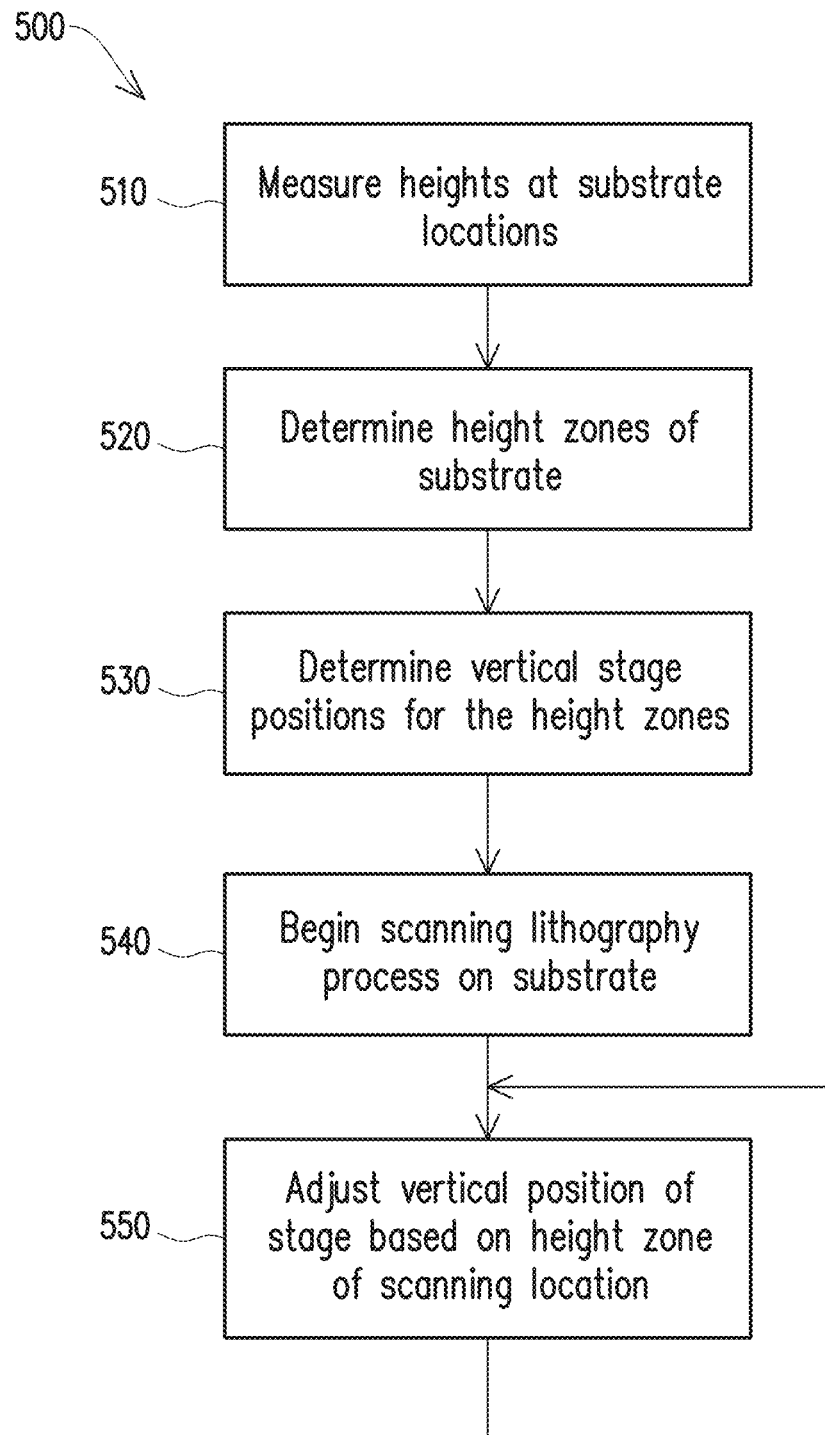 500
510
Measure heights at substrate
locations
520
Determine height zones of
substrate
530
Determine vertical stage
positions for the height zones
540
Begin scanning lithography
process on substrate
550
Adjust vertical position of
stage based on height zone
of scanning location